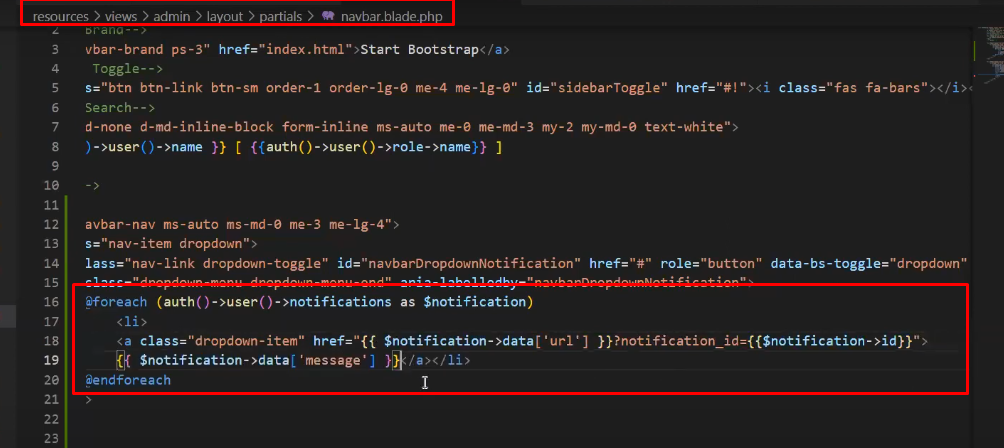 resources > views > admin > layout > partials > navbar.blade.php
2 Brand-->
3 vbar-brand ps-3" href="index.html">Start Bootstrap</a>
4 Toggle-->
5 s="btn btn-link btn-sm order-1 order-lg-0 me-4 me-lg-0" id="sidebarToggle" href="#!"><i class="fas fa-bars"></i><
6 Search-->
7 d-none d-md-inline-block form-inline ms-auto me-0 me-md-3 my-2 my-md-0 text-white">
8 )->user()->name }} [ {{auth()->user()->role->name}} ]
9
10 ->
11
12 avbar-nav ms-auto ms-md-0 me-3 me-lg-4">
13 s="nav-item dropdown">
14 lass="nav-link dropdown-toggle" id="navbarDropdownNotification" href="#" role="button" data-bs-toggle="dropdown"
15 class="dropdown-menu dropdown-menu-end" aria-labelledby="navbarDropdownNotification">
16 @foreach (auth()->user()->notifications as $notification)
17 <li>
18 <a class="dropdown-item" href="{{ $notification->data['url'] }}?notification_id={{$notification->id}}">
19 {{ $notification->data['message'] }}</a></li>
20 @endforeach
21 >
22
23